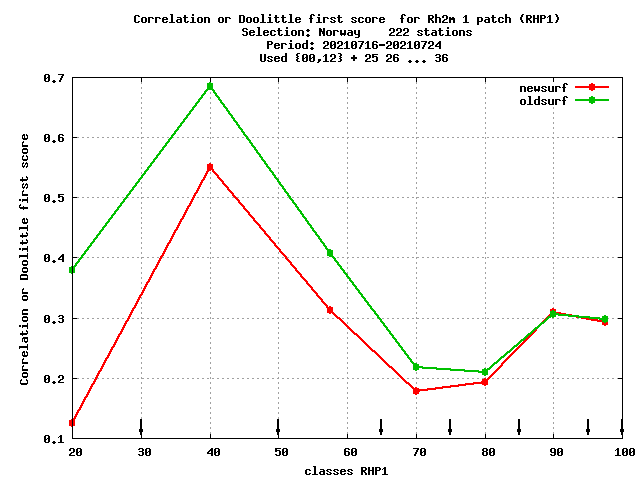 Correlation or Doolittle first score  for Rh2m 1 patch (RHP1)
Selection: Norway    222 stations
Period: 20210716-20210724
Used {00,12} + 25 26 ... 36
newsurf
oldsurf
Correlation or Doolittle first score
0.7
0.6
0.5
0.4
0.3
0.2
0.1
20 30 40 50 60 70 80 90 100
classes RHP1